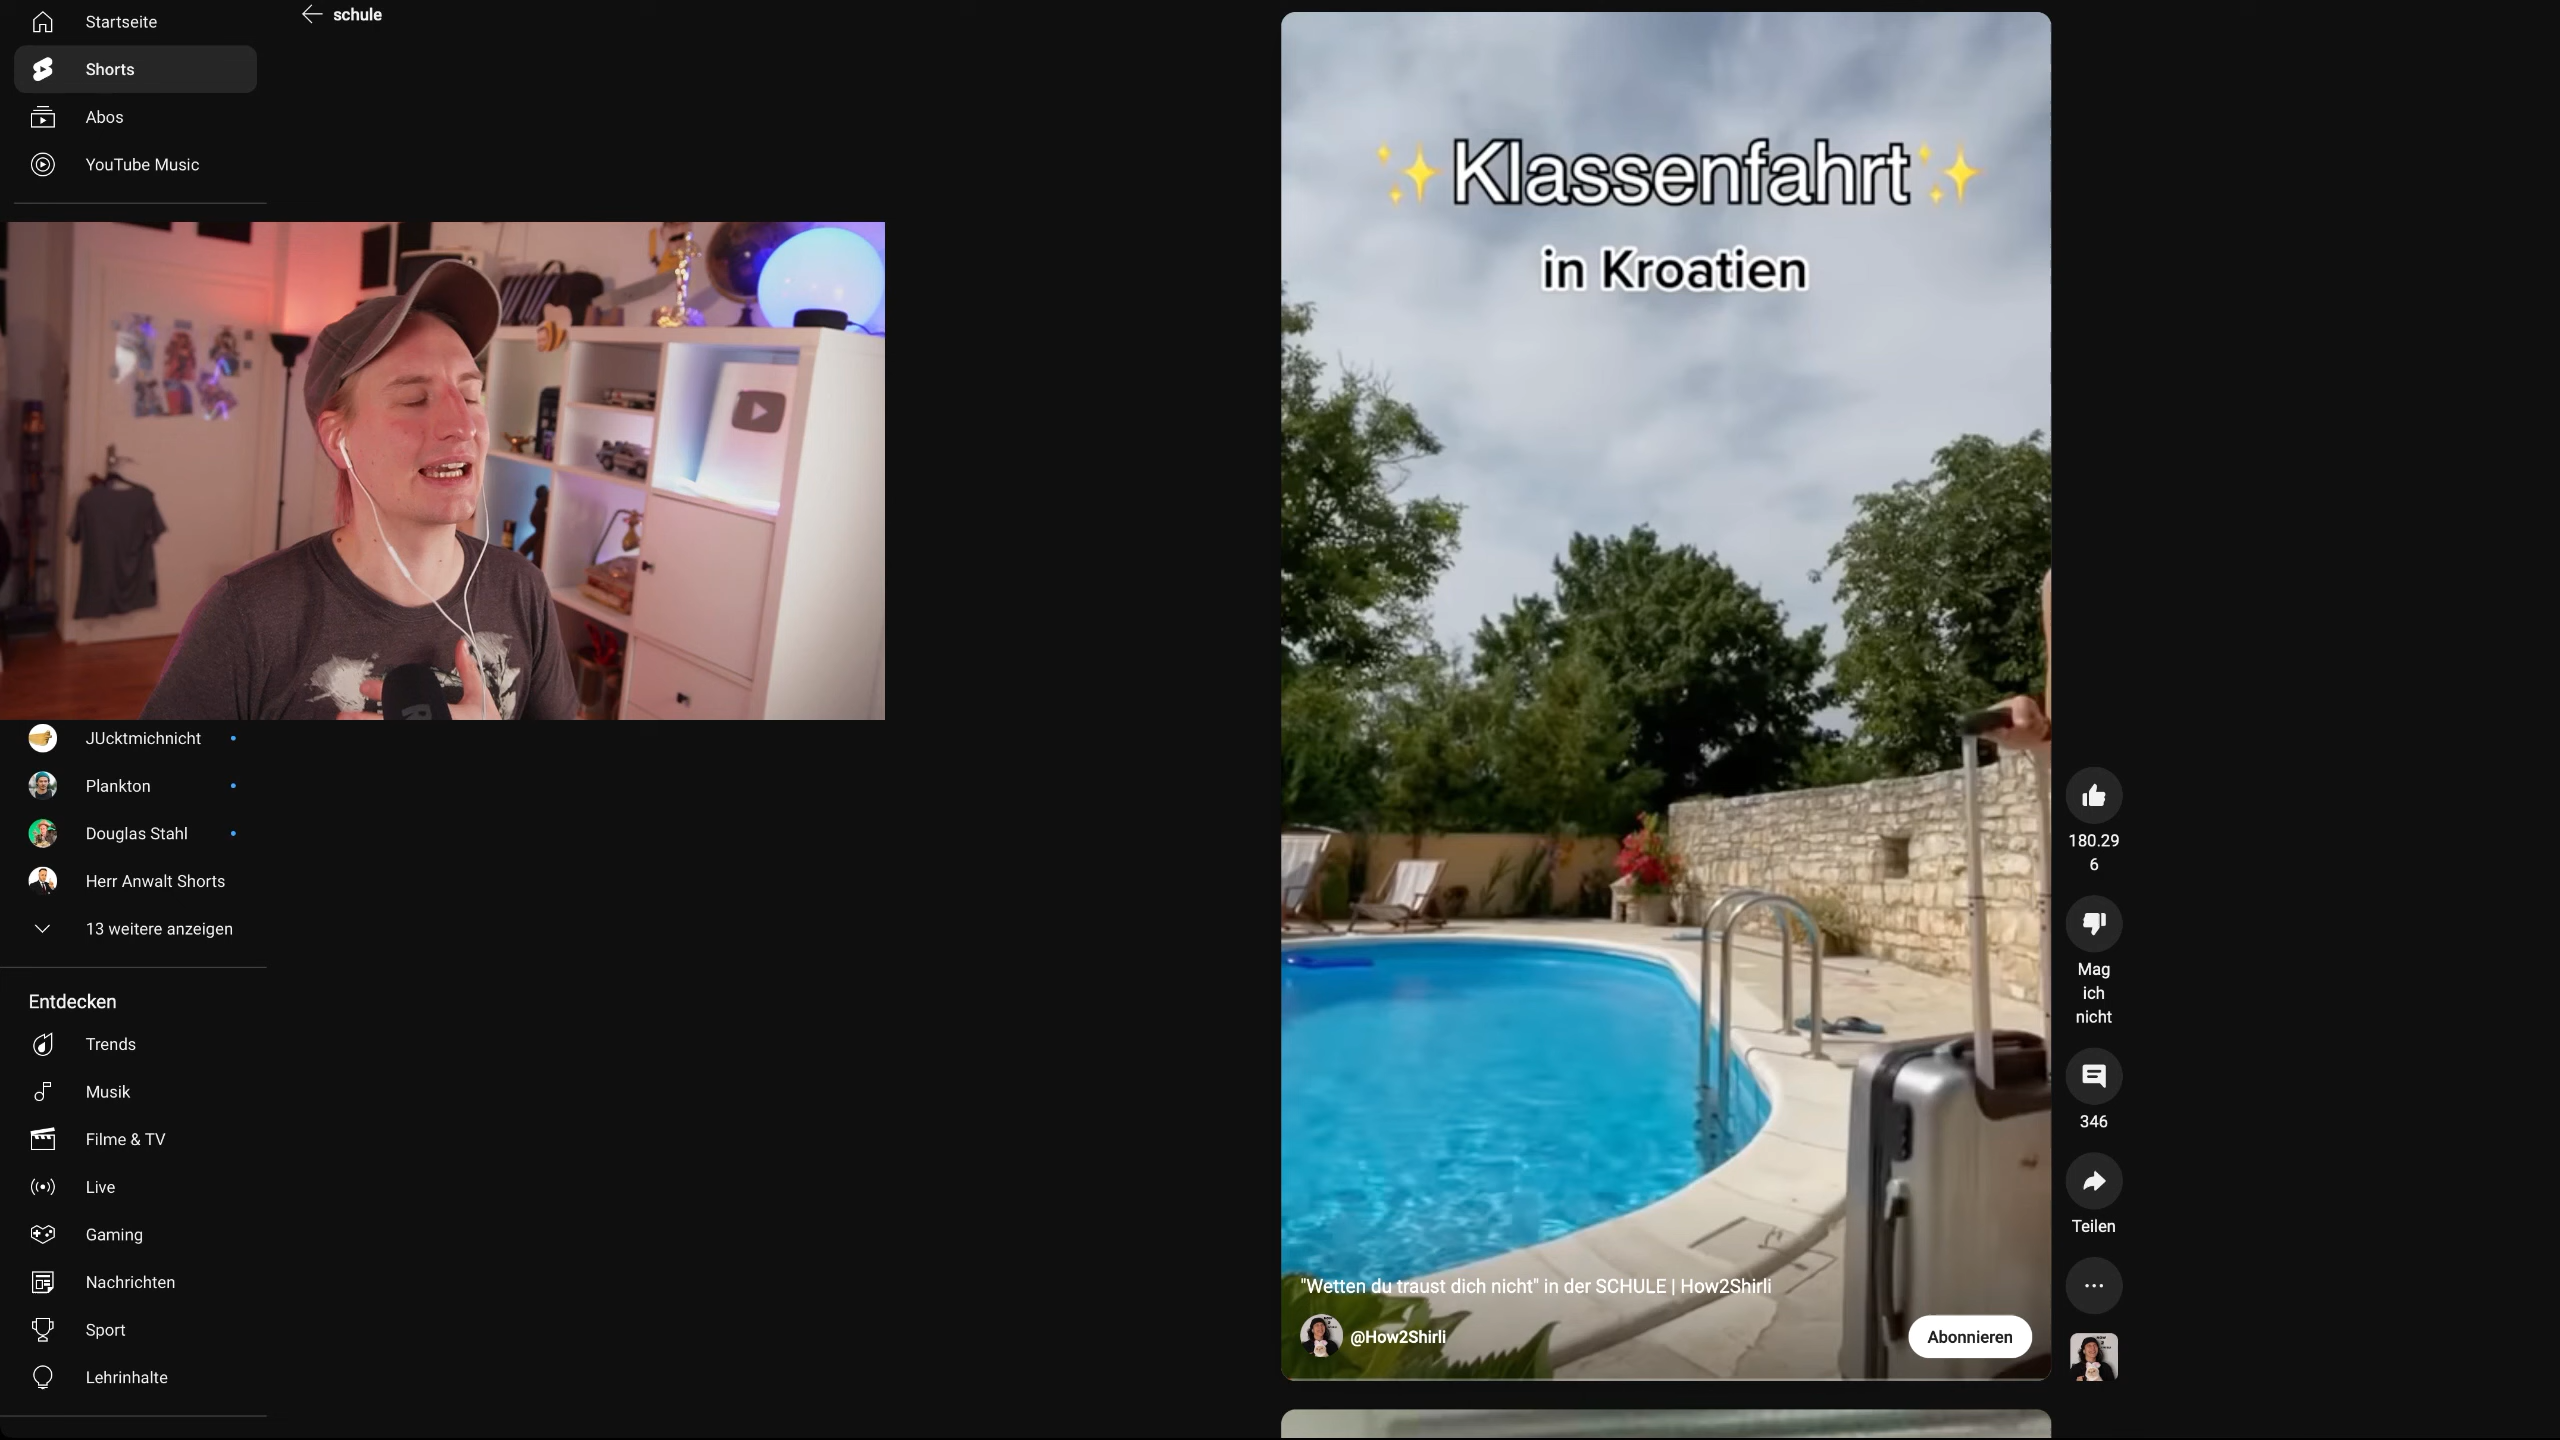 Startseite
Shorts
Abos
YouTube Music
JUcktmichnicht
Plankton
Douglas Stahl
Herr Anwalt Shorts
13 weitere anzeigen
Entdecken
Trends
Musik
Filme & TV
Live
Gaming
Nachrichten
Sport
Lehrinhalte
schule
✨Klassenfahrt✨
in Kroatien
"Wetten du traust dich nicht" in der SCHULE | How2Shirli
@How2Shirli
Abonnieren
180.29
6
Mag
ich
nicht
346
Teilen